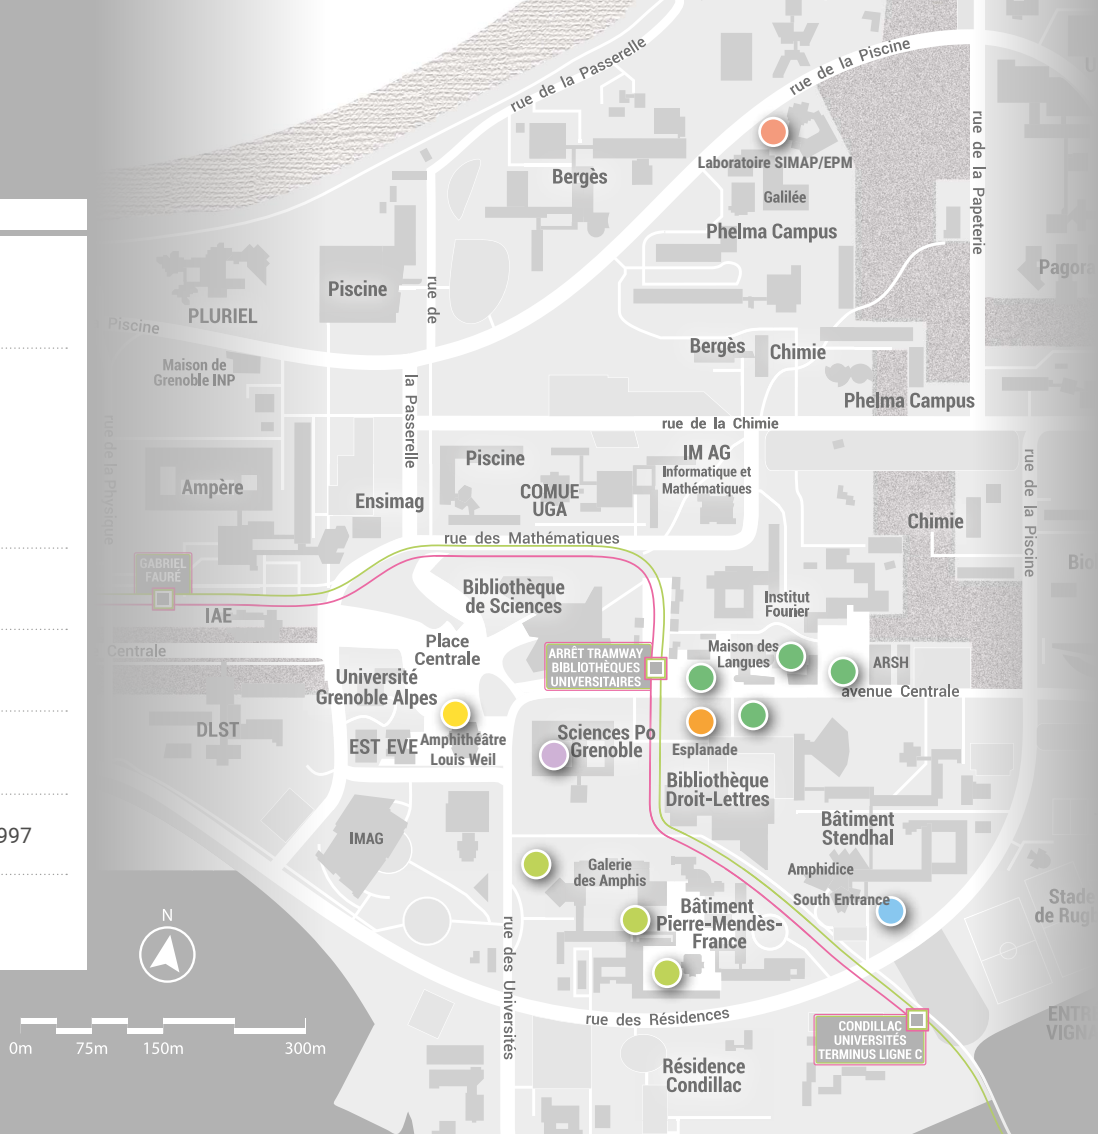 rue de la Passerelle
rue de la Piscine
rue de la Papeterie
Laboratoire SIMAP/EPM
Bergès
Galilée
Phelma Campus
Pagora
Piscine
rue de
la Passerelle
PLURIEL
Piscine
Maison de
Grenoble INP
Bergès
Chimie
Phelma Campus
rue de la Chimie
rue de la Physique
Piscine
IM AG
Informatique et
Mathématiques
COMUE
UGA
Ampère
Ensimag
Chimie
rue de la Piscine
rue des Mathématiques
GABRIEL
FAURÉ
Bio
Bibliothèque
de Sciences
Institut
Fourier
IAE
Centrale
Place
Centrale
ARRÊT TRAMWAY
BIBLIOTHÈQUES
UNIVERSITAIRES
Maison des
Langues
ARSH
avenue Centrale
Université
Grenoble Alpes
DLST
EST EVE
Amphithéâtre
Louis Weil
Sciences Po
Grenoble
Esplanade
Bibliothèque
Droit-Lettres
Bâtiment
Stendhal
997
IMAG
Galerie
des Amphis
Amphidice
South Entrance
Bâtiment
Pierre-Mendès-
France
Stade
de Rug
N
rue des Universités
rue des Résidences
ENTR
VIGNA
CONDILLAC
UNIVERSITÉS
TERMINUS LIGNE C
0m 75m 150m 300m
Résidence
Condillac